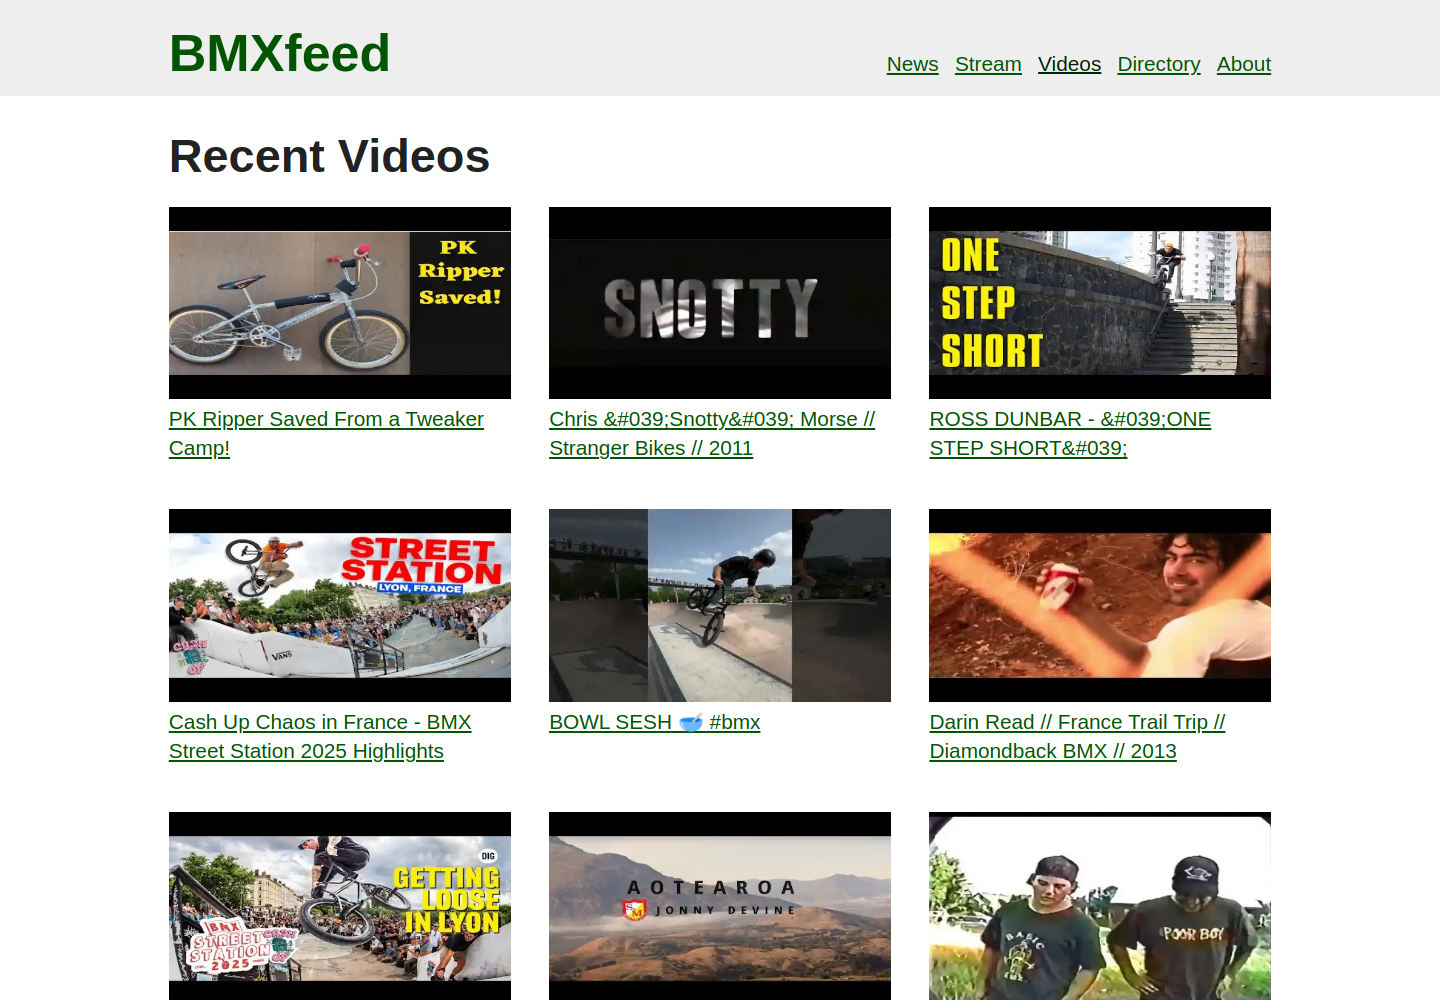 BMXfeed
News Stream Videos Directory About
Recent Videos
PK
Ripper
Saved!
SNOTTY
ONE
STEP
SHORT
PK Ripper Saved From a Tweaker
Camp!
Chris &#039;Snotty&#039; Morse //
Stranger Bikes // 2011
ROSS DUNBAR - &#039;ONE
STEP SHORT&#039;
STREET
STATION
LYON, FRANCE
CASH
UP
VANS
Cash Up Chaos in France - BMX
Street Station 2025 Highlights
BOWL SESH 🥣 #bmx
Darin Read // France Trail Trip //
Diamondback BMX // 2013
DIG
GETTING
LOOSE
IN LYON
BMX
STREET
STATION
2025
CASH
UP
AOTEAROA
JONNY DEVINE
BASIC
POOR BOY